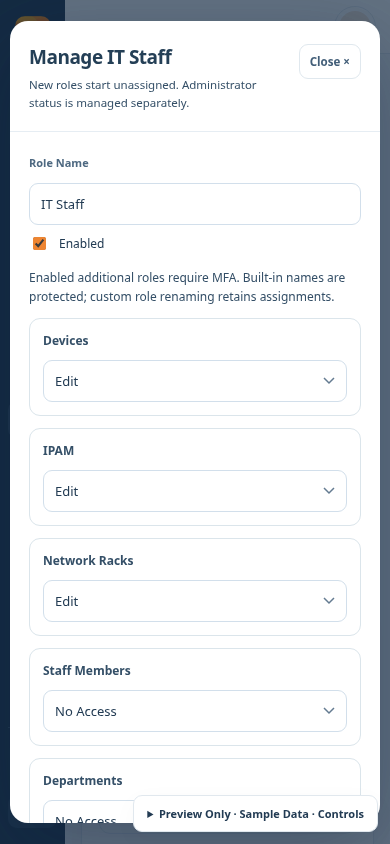 Manage IT Staff
Close ×
New roles start unassigned. Administrator
status is managed separately.
Role Name
IT Staff
Enabled
Enabled additional roles require MFA. Built-in names are
protected; custom role renaming retains assignments.
Devices
Edit
IPAM
Edit
Network Racks
Edit
Staff Members
No Access
Departments
No Access
▶ Preview Only · Sample Data · Controls